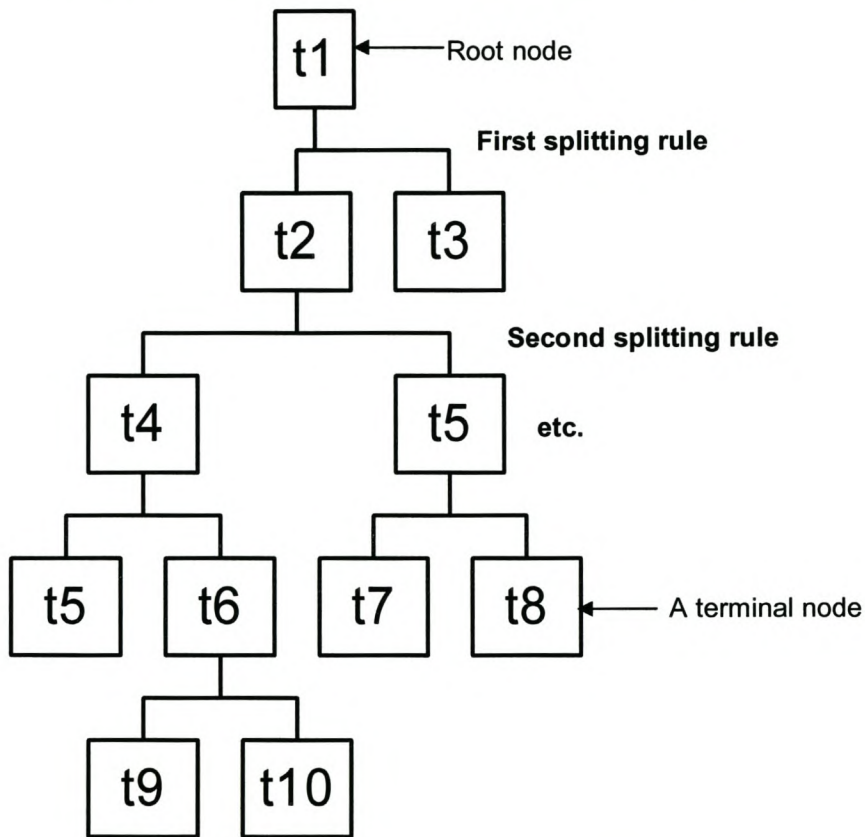 t1
Root node
First splitting rule
t2
t3
Second splitting rule
t4
t5
etc.
t5
t6
t7
t8
A terminal node
t9
t10